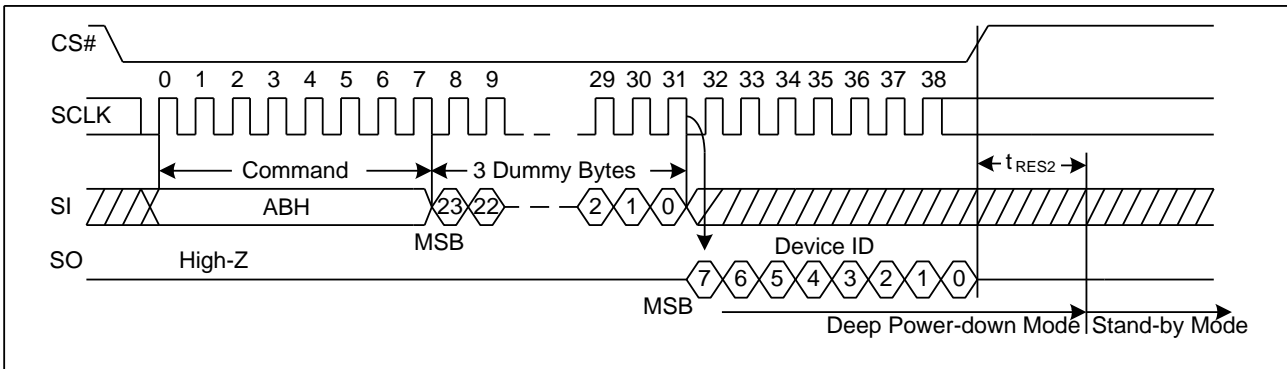 CS#
0 1 2 3 4 5 6 7 8 9 29 30 31 32 33 34 35 36 37 38
SCLK
Command 3 Dummy Bytes tRES2
SI ABH 23 22 2 1 0
MSB Device ID
SO High-Z
7 6 5 4 3 2 1 0
MSB
Deep Power-down Mode Stand-by Mode